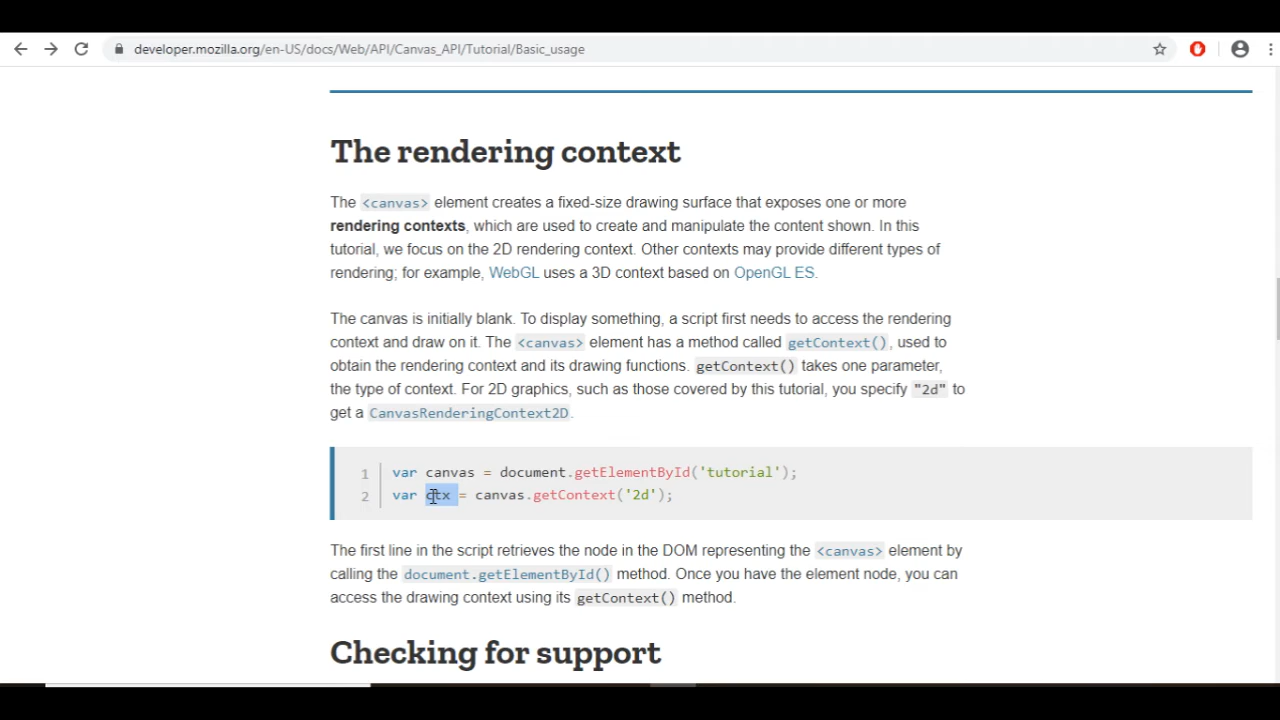 developer.mozilla.org/en-US/docs/Web/API/Canvas_API/Tutorial/Basic_usage
The rendering context
The <canvas> element creates a fixed-size drawing surface that exposes one or more
rendering contexts, which are used to create and manipulate the content shown. In this
tutorial, we focus on the 2D rendering context. Other contexts may provide different types of
rendering; for example, WebGL uses a 3D context based on OpenGL ES.
The canvas is initially blank. To display something, a script first needs to access the rendering
context and draw on it. The <canvas> element has a method called getContext(), used to
obtain the rendering context and its drawing functions. getContext() takes one parameter,
the type of context. For 2D graphics, such as those covered by this tutorial, you specify "2d" to
get a CanvasRenderingContext2D.
1 var canvas = document.getElementById('tutorial');
2 var ctx = canvas.getContext('2d');
The first line in the script retrieves the node in the DOM representing the <canvas> element by
calling the document.getElementById() method. Once you have the element node, you can
access the drawing context using its getContext() method.
Checking for support